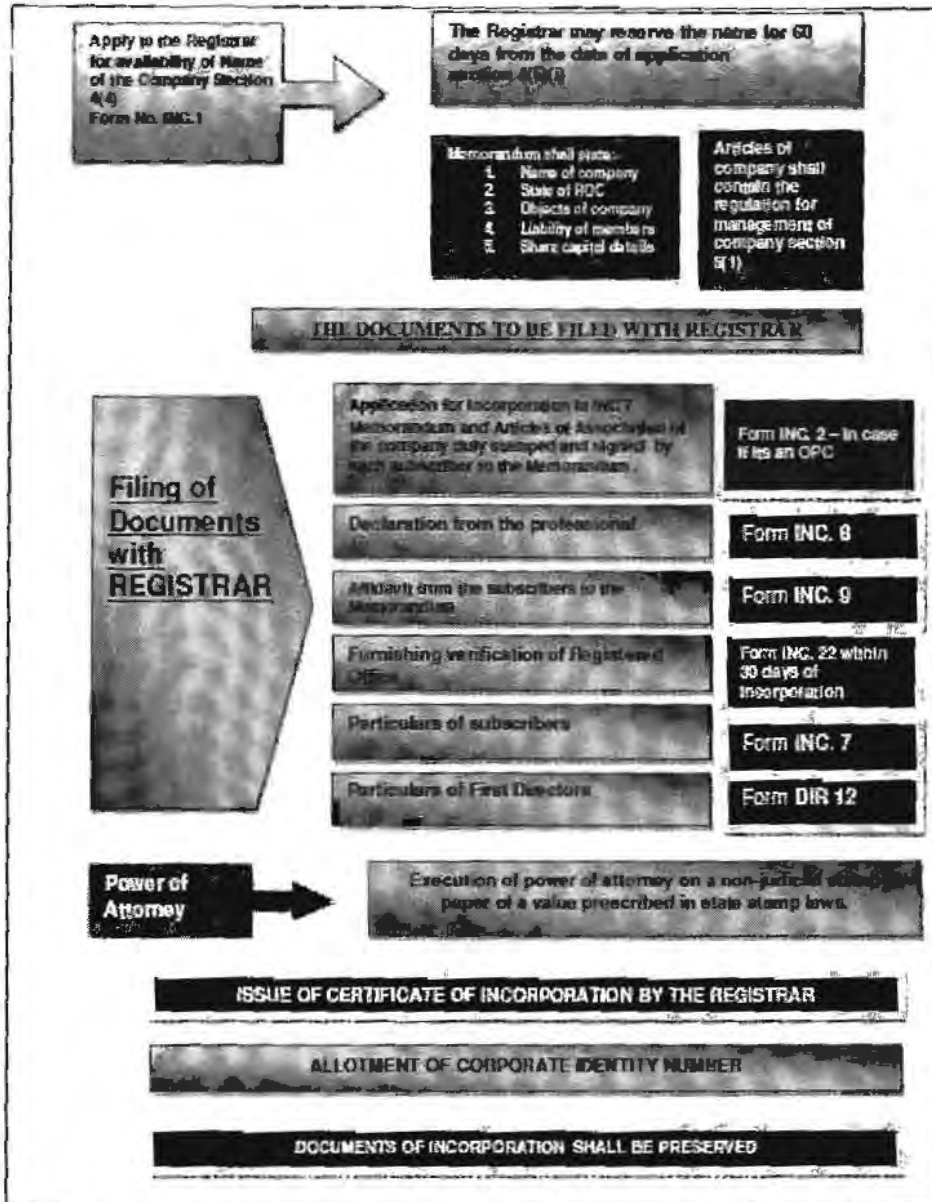 Apply to the Registrar
for availability of Name
of the Company Section
4(4)
Form No. INC.1
The Registrar may reserve the name for 60
days from the date of application
section
Memorandum shall state:
1. Name of company
2. State of ROC
3. Objects of company
4. Liability of members
5. Share capital details
Articles of
company shall
contain the
regulation for
management of
company section
5(1)
THE DOCUMENTS TO BE FILED WITH REGISTRAR
Filing of
Documents
with
REGISTRAR
Application for Incorporation in INC 7
Memorandum and Articles of Association of
the company duly stamped and signed by
each subscriber to the Memorandum.
Form INC. 2 – In case
if its an OPC
Declaration from the professional
Form INC. 8
Affidavit from the subscribers to the
Memorandum
Form INC. 9
Furnishing verification of Registered
Office
Form INC. 22 within
30 days of
incorporation
Particulars of subscribers
Form INC. 7
Particulars of First Directors
Form DIR 12
Power of
Attorney
Execution of power of attorney on a non-judicial
paper of a value prescribed in state stamp laws.
ISSUE OF CERTIFICATE OF INCORPORATION BY THE REGISTRAR
ALLOTMENT OF CORPORATE IDENTITY NUMBER
DOCUMENTS OF INCORPORATION SHALL BE PRESERVED